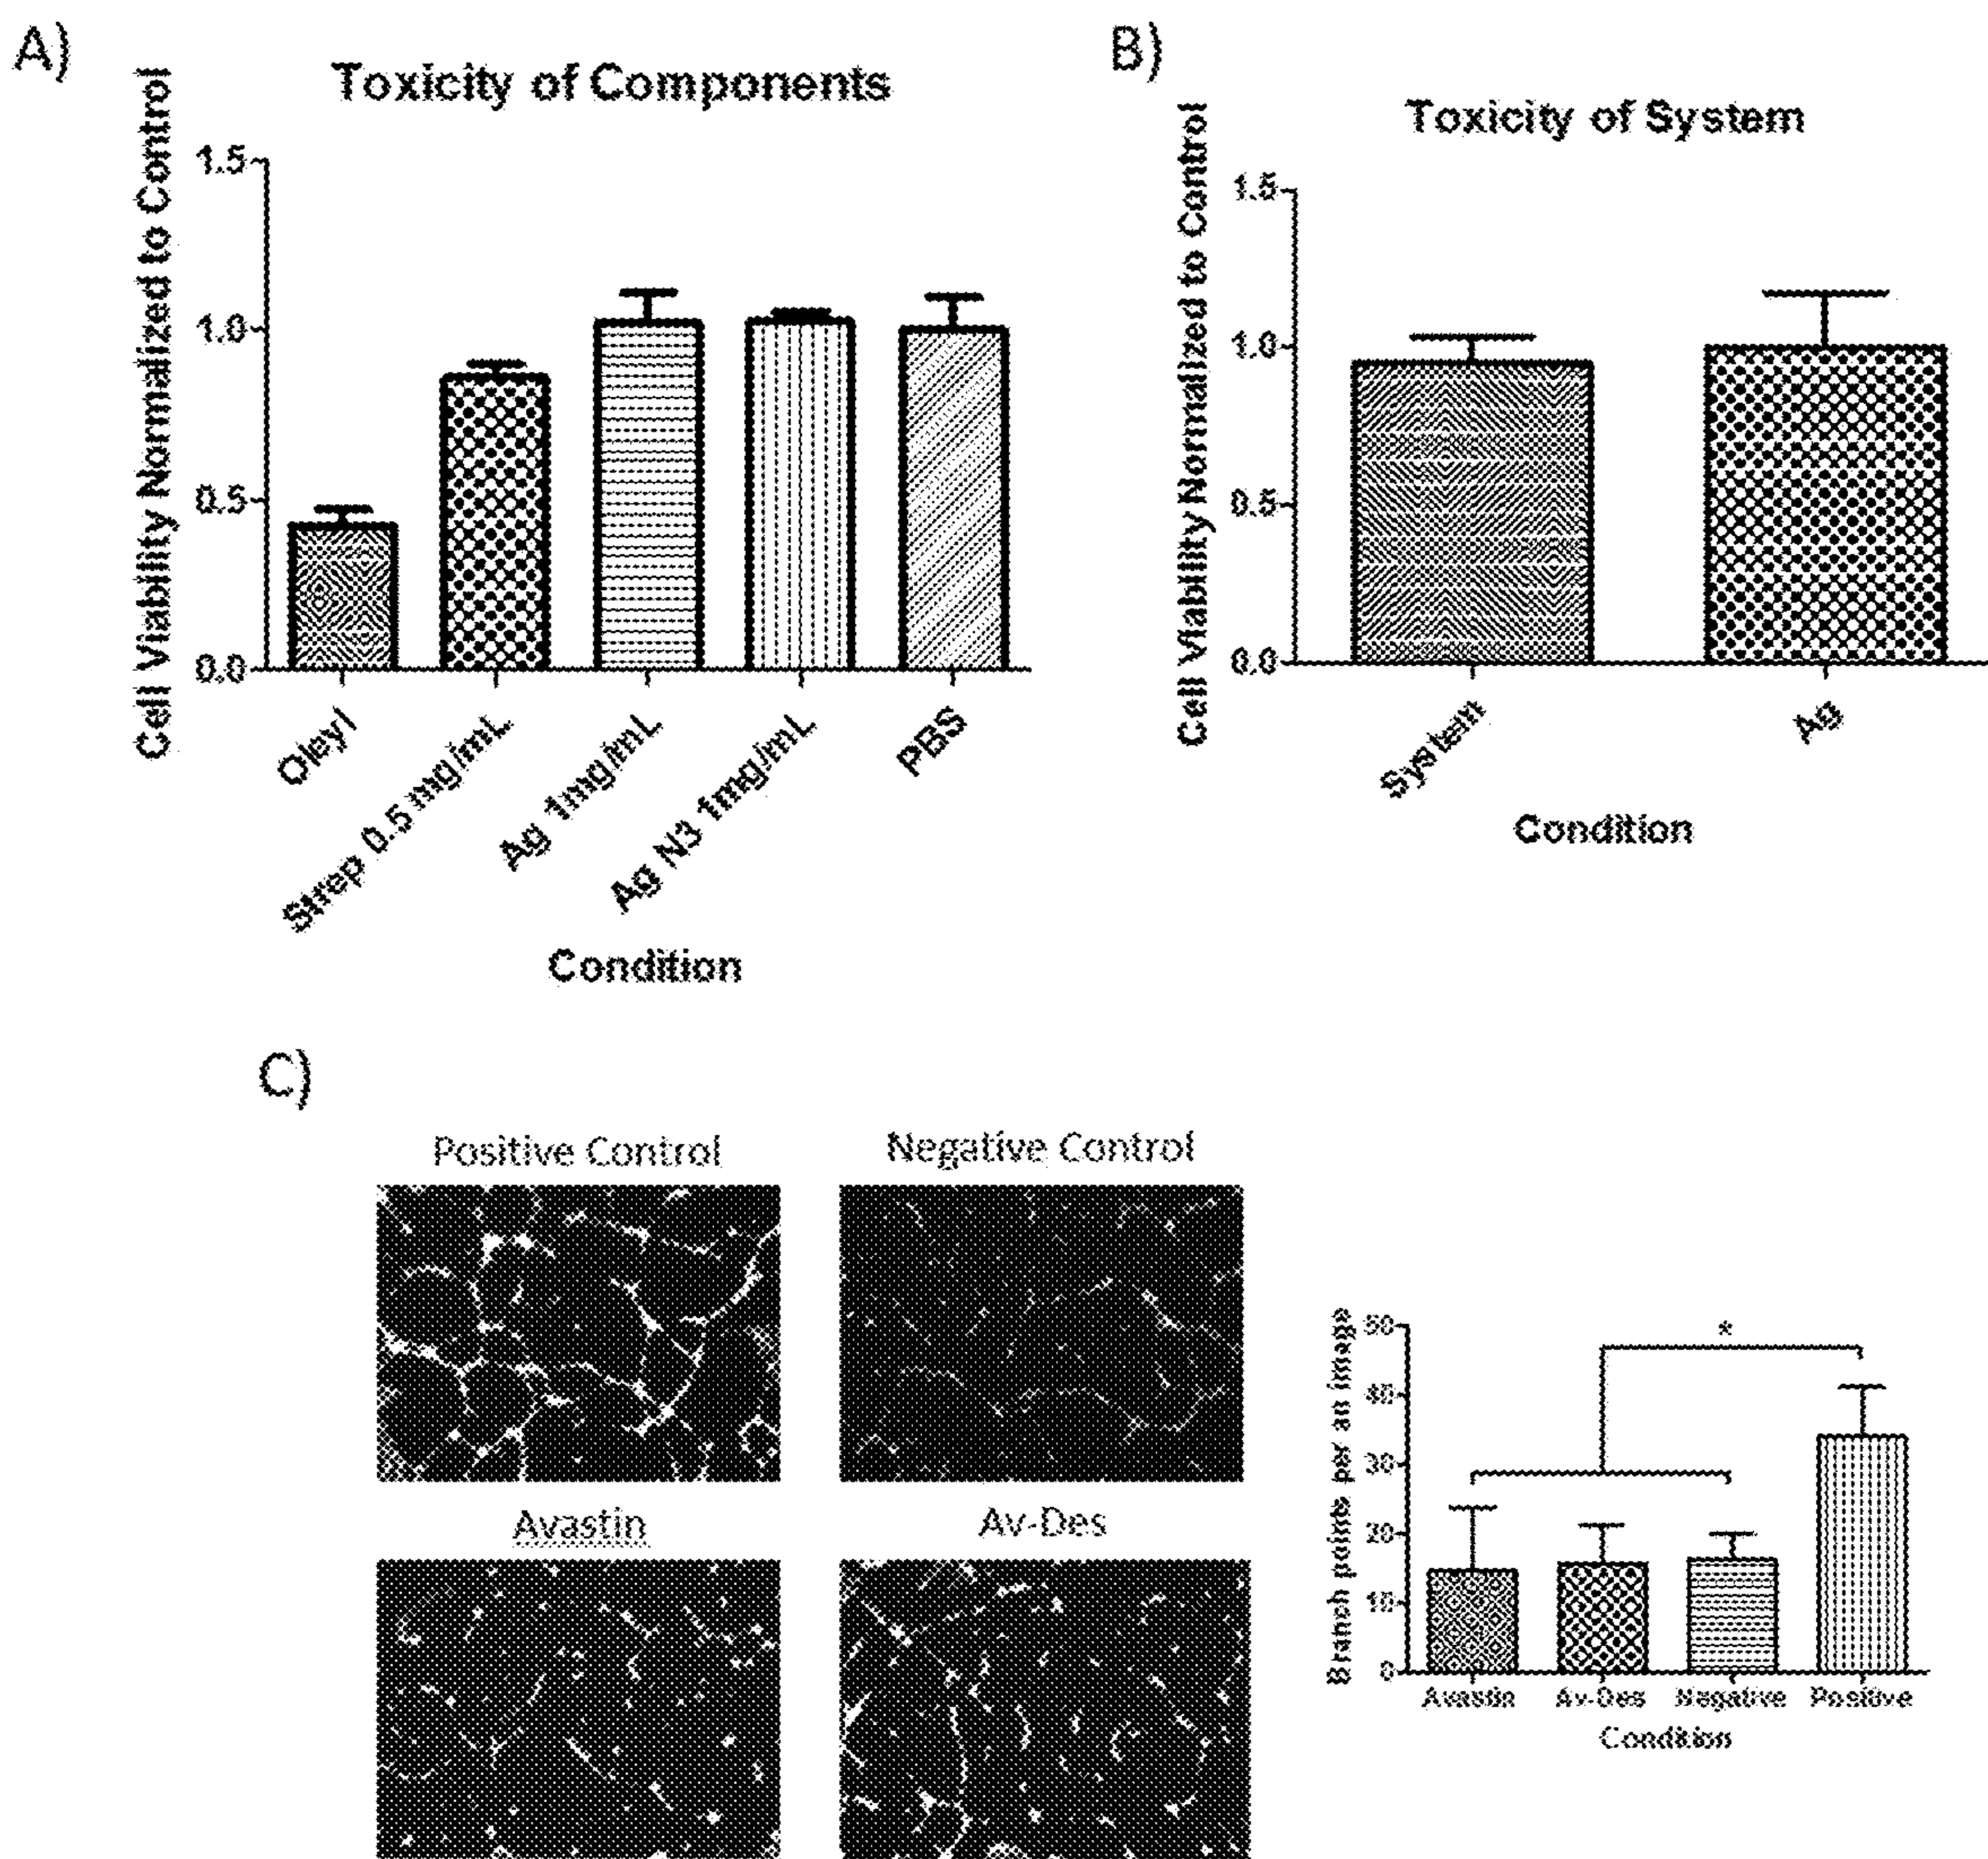 A)
Toxicity of Components
Cell Viability Normalized to Control
1.5
1.0
0.5
0.0
Oleyl
Strep 0.5 mg/mL
Ag 1mg/mL
Ag N3 1mg/mL
PBS
Condition
B)
Toxicity of System
Cell Viability Normalized to Control
1.5
1.0
0.5
0.0
System
Ag
Condition
C)
Positive Control
Negative Control
Avastin
Av-Des
Branch points per an image
50
40
30
20
10
0
*
Avastin
Av-Des
Negative
Positive
Condition